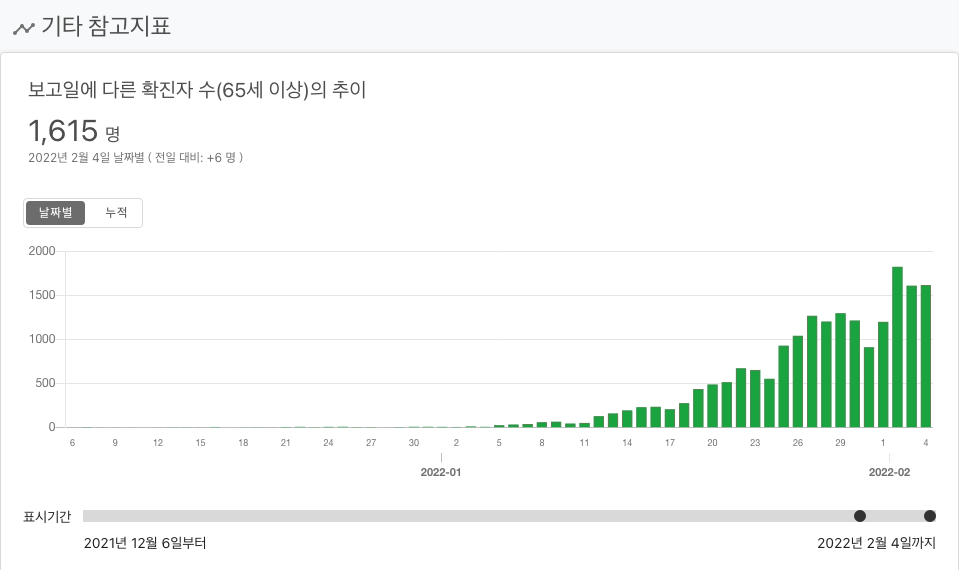 기타 참고지표
보고일에 다른 확진자 수(65세 이상)의 추이
1,615 명
2022년 2월 4일 날짜별 ( 전일 대비: +6 명 )
날짜별 누적
2000
1500
1000
500
0
6 9 12 15 18 21 24 27 30 2 5 8 11 14 17 20 23 26 29 1 4
2022-01 2022-02
표시기간
2021년 12월 6일부터 2022년 2월 4일까지